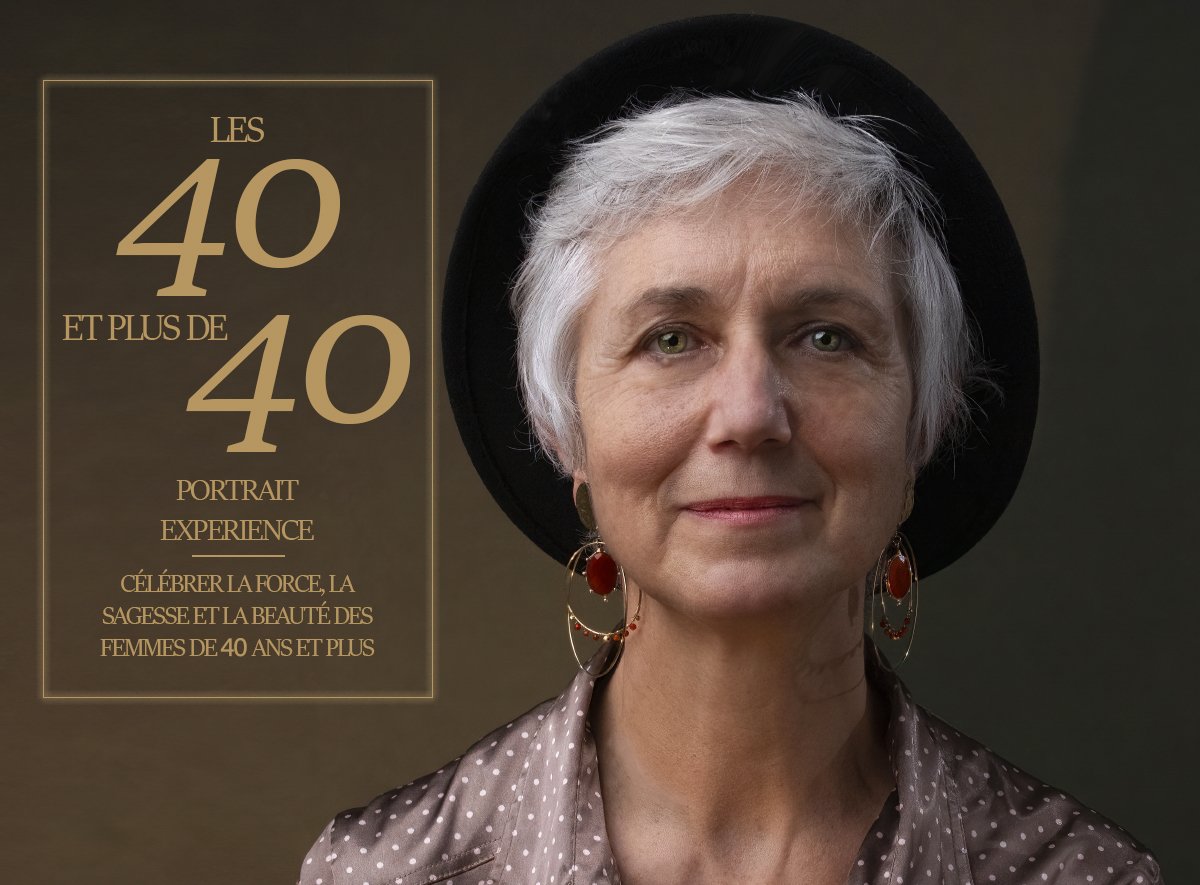 LES
40
ET PLUS DE
40
PORTRAIT
EXPERIENCE
CÉLÉBRER LA FORCE, LA
SAGESSE ET LA BEAUTÉ DES
FEMMES DE 40 ANS ET PLUS